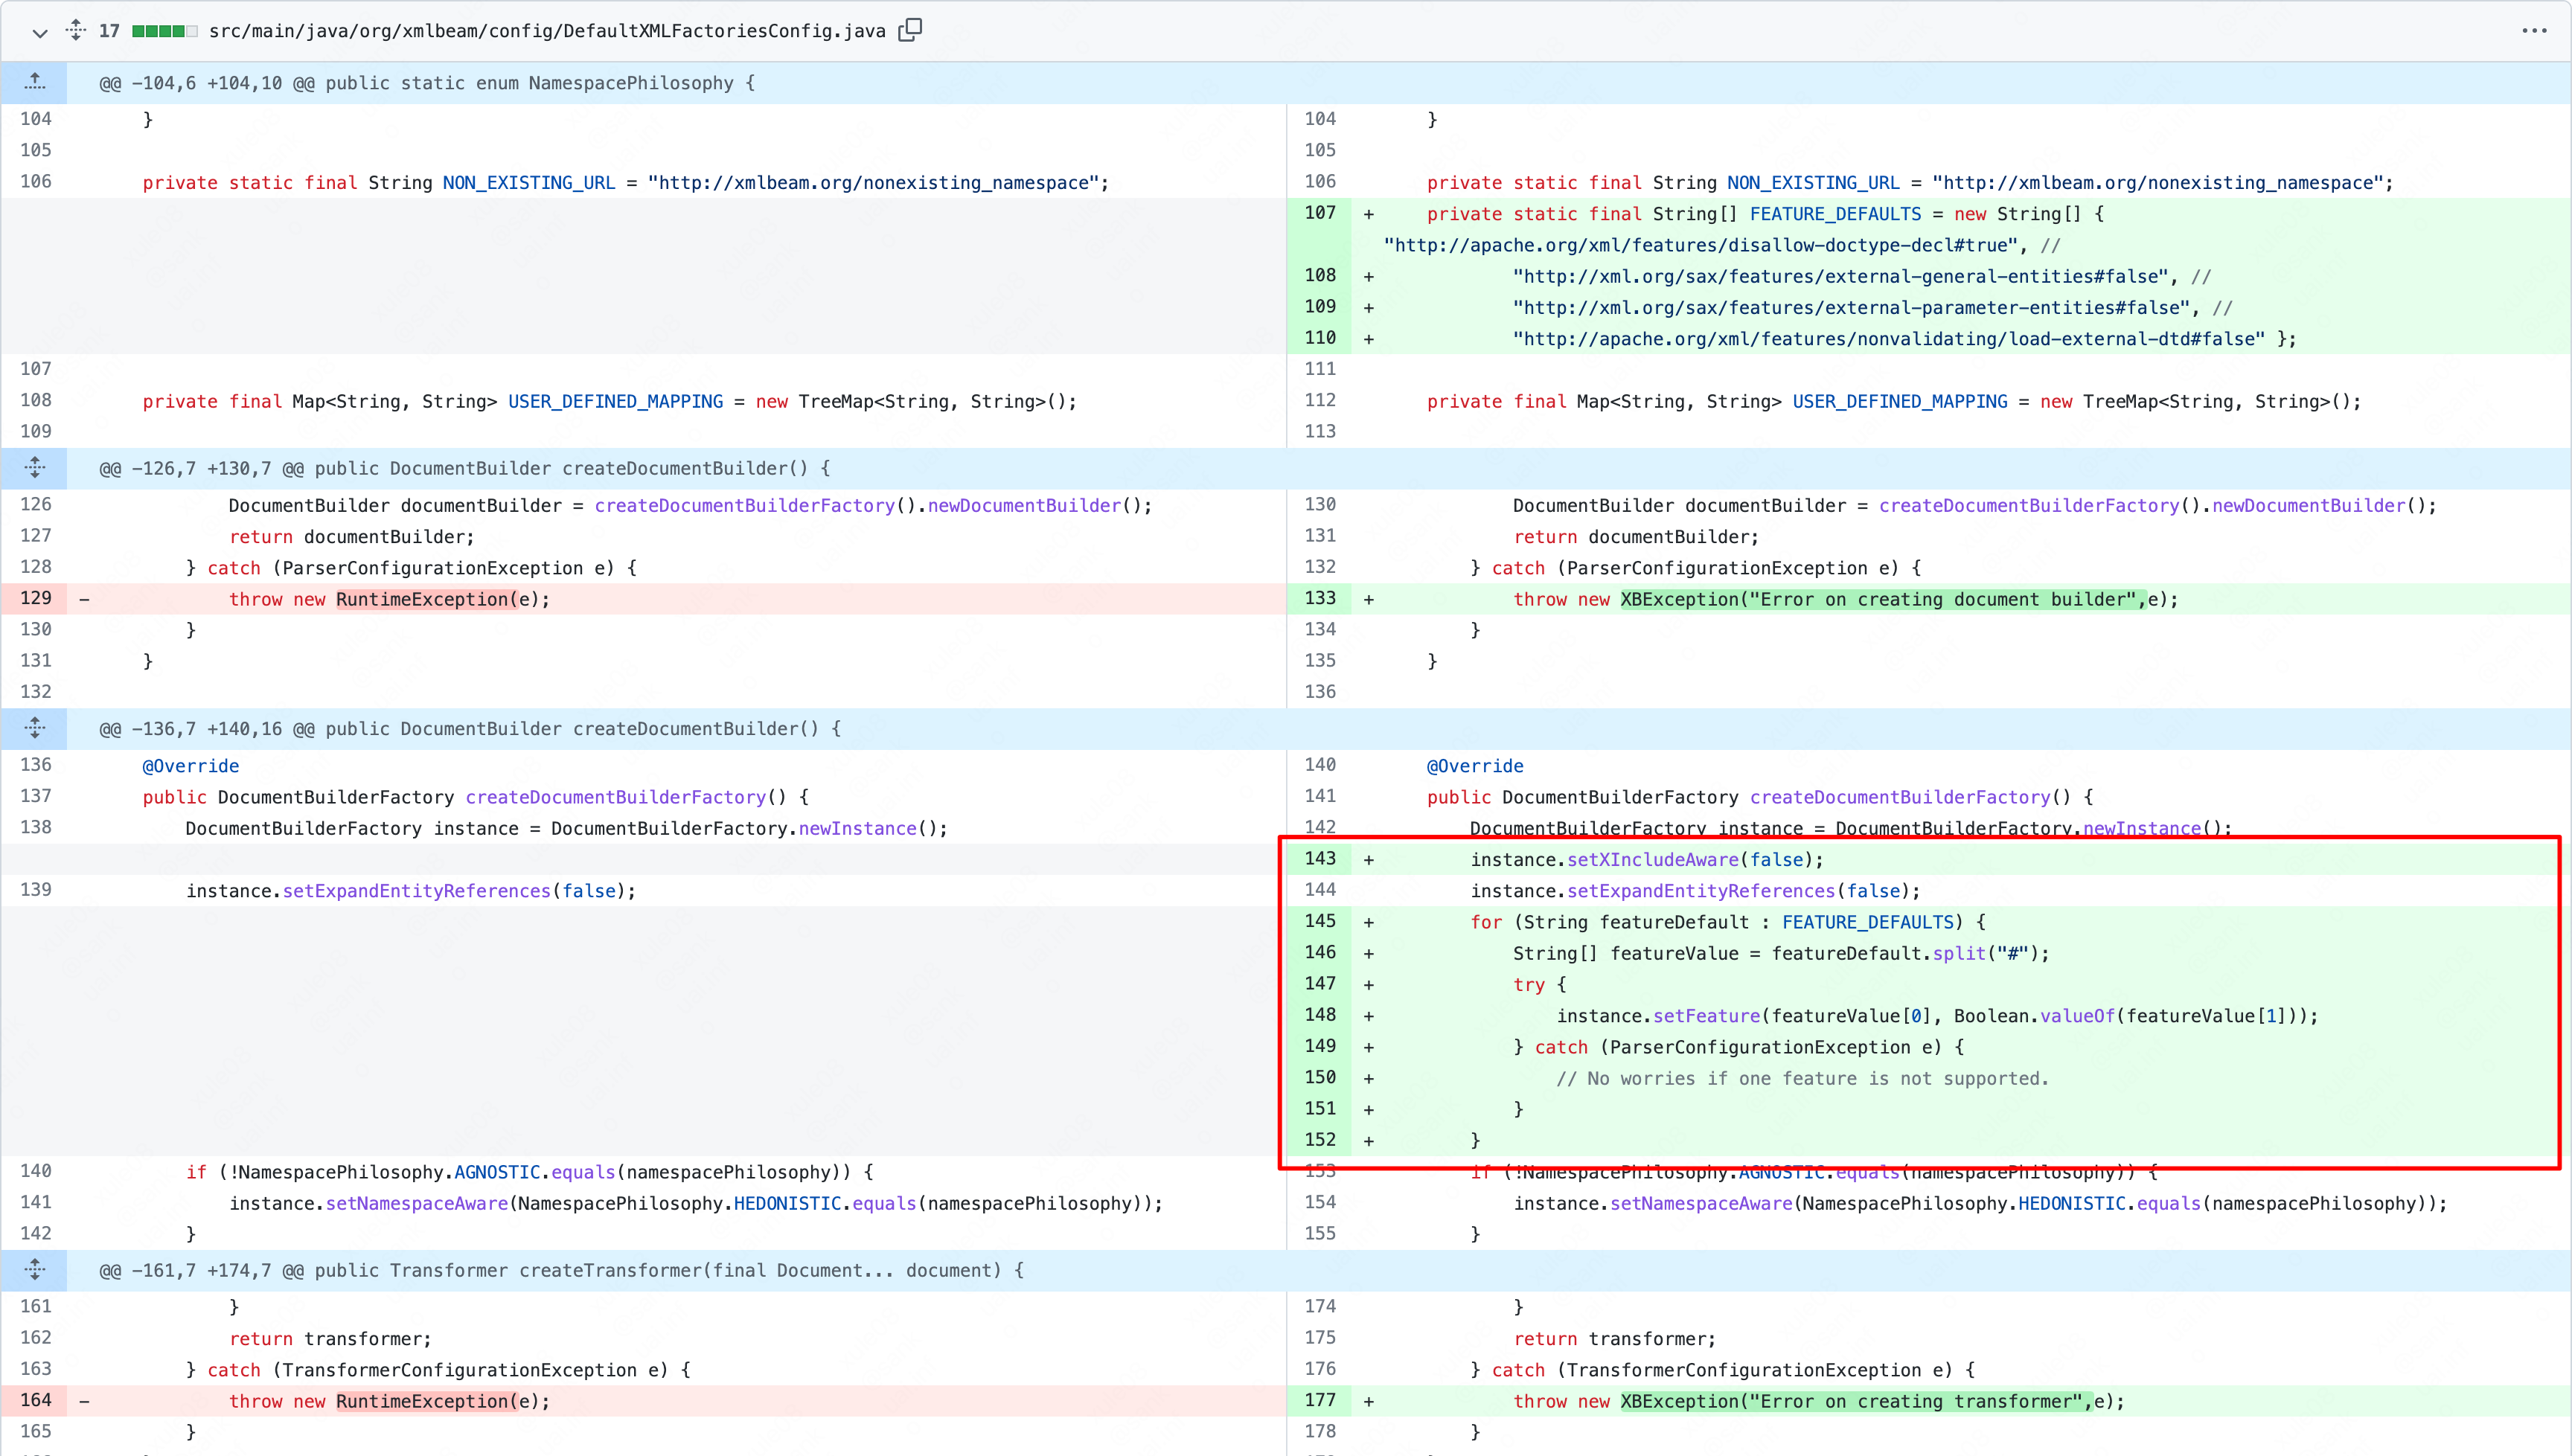 17 src/main/java/org/xmlbeam/config/DefaultXMLFactoriesConfig.java
@@ -104,6 +104,10 @@ public static enum NamespacePhilosophy {
104 }
105
106 private static final String NON_EXISTING_URL = "http://xmlbeam.org/nonexisting_namespace";
107
108 private final Map<String, String> USER_DEFINED_MAPPING = new TreeMap<String, String>();
109
104 }
105
106 private static final String NON_EXISTING_URL = "http://xmlbeam.org/nonexisting_namespace";
107 + private static final String[] FEATURE_DEFAULTS = new String[] {
"http://apache.org/xml/features/disallow-doctype-decl#true", //
108 + "http://xml.org/sax/features/external-general-entities#false", //
109 + "http://xml.org/sax/features/external-parameter-entities#false", //
110 + "http://apache.org/xml/features/nonvalidating/load-external-dtd#false" };
111
112 private final Map<String, String> USER_DEFINED_MAPPING = new TreeMap<String, String>();
113
@@ -126,7 +130,7 @@ public DocumentBuilder createDocumentBuilder() {
126 DocumentBuilder documentBuilder = createDocumentBuilderFactory().newDocumentBuilder();
127 return documentBuilder;
128 } catch (ParserConfigurationException e) {
129 - throw new RuntimeException(e);
130 }
131 }
132
130 DocumentBuilder documentBuilder = createDocumentBuilderFactory().newDocumentBuilder();
131 return documentBuilder;
132 } catch (ParserConfigurationException e) {
133 + throw new XBException("Error on creating document builder",e);
134 }
135 }
136
@@ -136,7 +140,16 @@ public DocumentBuilder createDocumentBuilder() {
136 @Override
137 public DocumentBuilderFactory createDocumentBuilderFactory() {
138 DocumentBuilderFactory instance = DocumentBuilderFactory.newInstance();
139 instance.setExpandEntityReferences(false);
140 if (!NamespacePhilosophy.AGNOSTIC.equals(namespacePhilosophy)) {
141 instance.setNamespaceAware(NamespacePhilosophy.HEDONISTIC.equals(namespacePhilosophy));
142 }
140 @Override
141 public DocumentBuilderFactory createDocumentBuilderFactory() {
142 DocumentBuilderFactory instance = DocumentBuilderFactory.newInstance();
143 + instance.setXIncludeAware(false);
144 instance.setExpandEntityReferences(false);
145 + for (String featureDefault : FEATURE_DEFAULTS) {
146 + String[] featureValue = featureDefault.split("#");
147 + try {
148 + instance.setFeature(featureValue[0], Boolean.valueOf(featureValue[1]));
149 + } catch (ParserConfigurationException e) {
150 + // No worries if one feature is not supported.
151 + }
152 + }
153 if (!NamespacePhilosophy.AGNOSTIC.equals(namespacePhilosophy)) {
154 instance.setNamespaceAware(NamespacePhilosophy.HEDONISTIC.equals(namespacePhilosophy));
155 }
@@ -161,7 +174,7 @@ public Transformer createTransformer(final Document... document) {
161 }
162 return transformer;
163 } catch (TransformerConfigurationException e) {
164 - throw new RuntimeException(e);
165 }
174 }
175 return transformer;
176 } catch (TransformerConfigurationException e) {
177 + throw new XBException("Error on creating transformer",e);
178 }